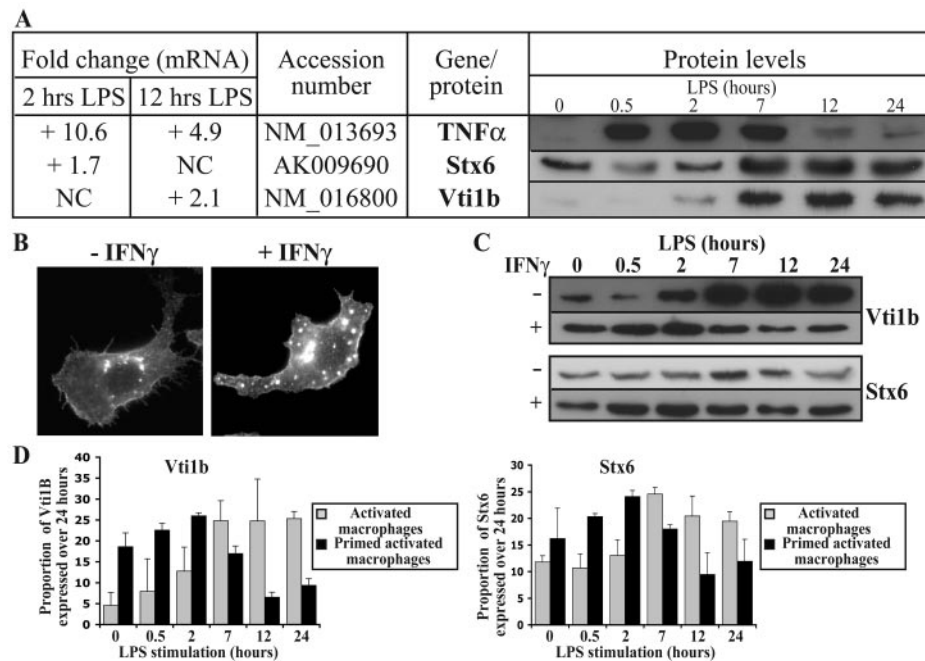 A
Fold change (mRNA) Accession number Gene/ protein Protein levels
2 hrs LPS 12 hrs LPS LPS (hours)
0 0.5 2 7 12 24
+ 10.6 + 4.9 NM_013693 TNFα
+ 1.7 NC AK009690 Stx6
NC + 2.1 NM_016800 Vti1b
B
- IFNγ + IFNγ
C
LPS (hours)
IFNγ 0 0.5 2 7 12 24
−
+
Vti1b
−
+
Stx6
D
Vti1b
Proportion of Vti1B
expressed over 24 hours
40
35
30
25
20
15
10
5
0
0 0.5 2 7 12 24
LPS stimulation (hours)
Activated
macrophages
Primed activated
macrophages
Stx6
Proportion of Stx6
expressed over 24 hours
30
25
20
15
10
5
0
0 0.5 2 7 12 24
LPS stimulation (hours)
Activated
macrophages
Primed activated
macrophages